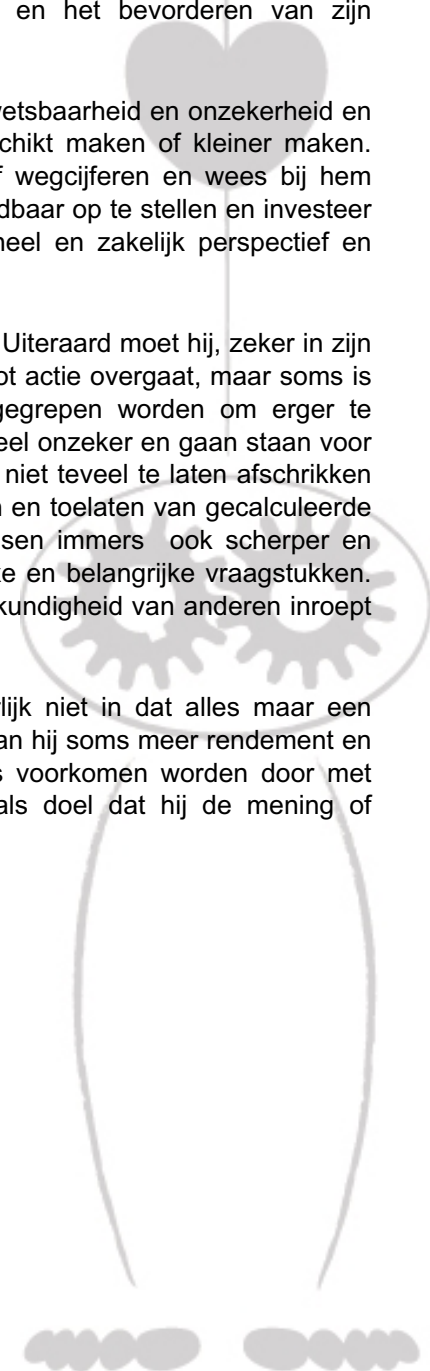 en het bevorderen van zijn
etsbaarheid en onzekerheid en
chikt maken of kleiner maken.
wegcijferen en wees bij hem
dbaar op te stellen en investeer
neel en zakelijk perspectief en
Uiteraard moet hij, zeker in zijn
ot actie overgaat, maar soms is
gegrepen worden om erger te
eel onzeker en gaan staan voor
niet teveel te laten afschrikken
en toelaten van gecalculeerde
sen immers ook scherper en
ke en belangrijke vraagstukken.
kundigheid van anderen inroept
lijk niet in dat alles maar een
an hij soms meer rendement en
s voorkomen worden door met
als doel dat hij de mening of